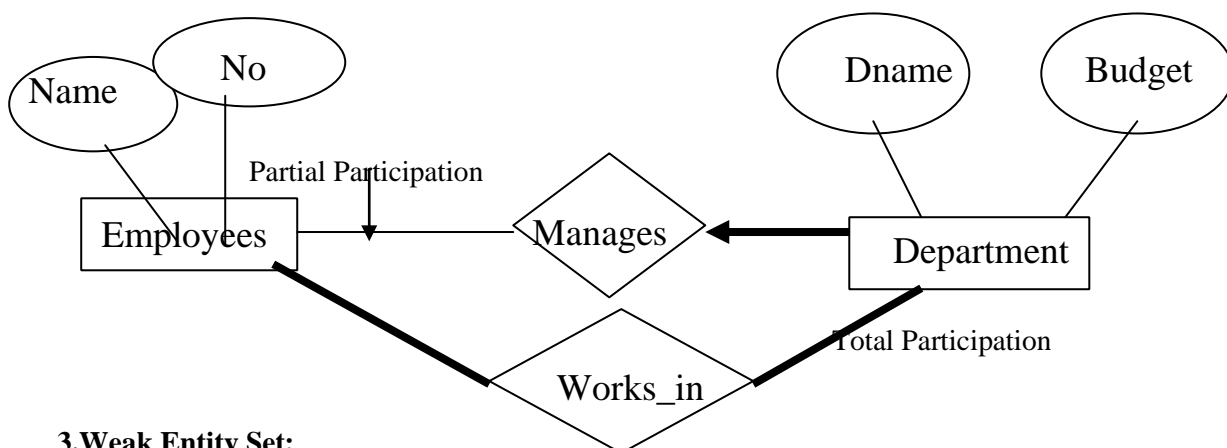 No
Name
Dname
Budget
Partial Participation
Employees
Manages
Department
Total Participation
Works_in
3.Weak Entity Set: